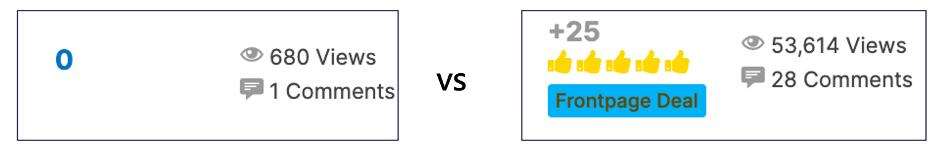 0
680 Views
1 Comments
vs
+25
53,614 Views
28 Comments
Frontpage Deal